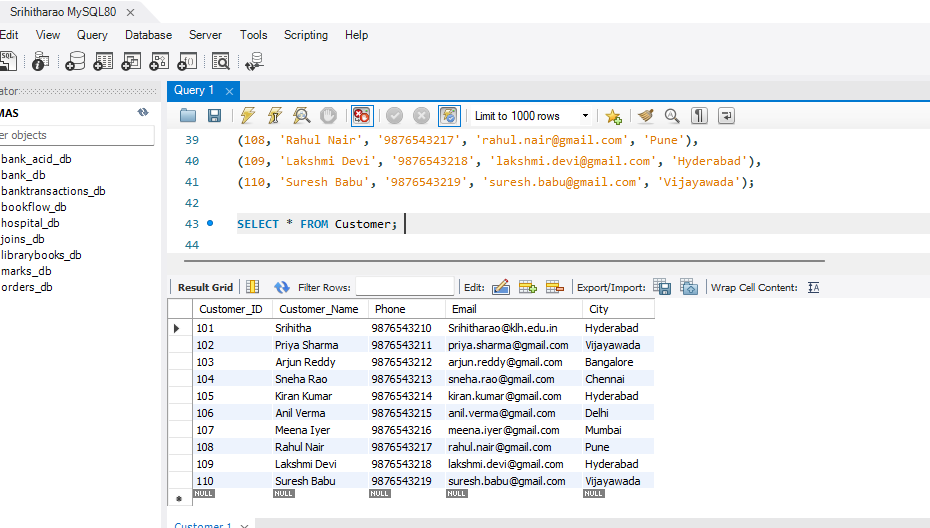 Srihitharao MySQL80 ×
Edit View Query Database Server Tools Scripting Help
ator
MAS
er objects
bank_acid_db
bank_db
banktransactions_db
bookflow_db
hospital_db
joins_db
librarybooks_db
marks_db
orders_db
Query 1 ×
Limit to 1000 rows
39 (108, 'Rahul Nair', '9876543217', 'rahul.nair@gmail.com', 'Pune'),
40 (109, 'Lakshmi Devi', '9876543218', 'lakshmi.devi@gmail.com', 'Hyderabad'),
41 (110, 'Suresh Babu', '9876543219', 'suresh.babu@gmail.com', 'Vijayawada');
42
43 SELECT * FROM Customer;
44
Result Grid Filter Rows: Edit: Export/Import: Wrap Cell Content: IA
Customer_ID Customer_Name Phone Email City
101 Srihitha 9876543210 Srihitharao@klh.edu.in Hyderabad
102 Priya Sharma 9876543211 priya.sharma@gmail.com Vijayawada
103 Arjun Reddy 9876543212 arjun.reddy@gmail.com Bangalore
104 Sneha Rao 9876543213 sneha.rao@gmail.com Chennai
105 Kiran Kumar 9876543214 kiran.kumar@gmail.com Hyderabad
106 Anil Verma 9876543215 anil.verma@gmail.com Delhi
107 Meena Iyer 9876543216 meena.iyer@gmail.com Mumbai
108 Rahul Nair 9876543217 rahul.nair@gmail.com Pune
109 Lakshmi Devi 9876543218 lakshmi.devi@gmail.com Hyderabad
110 Suresh Babu 9876543219 suresh.babu@gmail.com Vijayawada
NULL NULL NULL NULL NULL
Customer 1